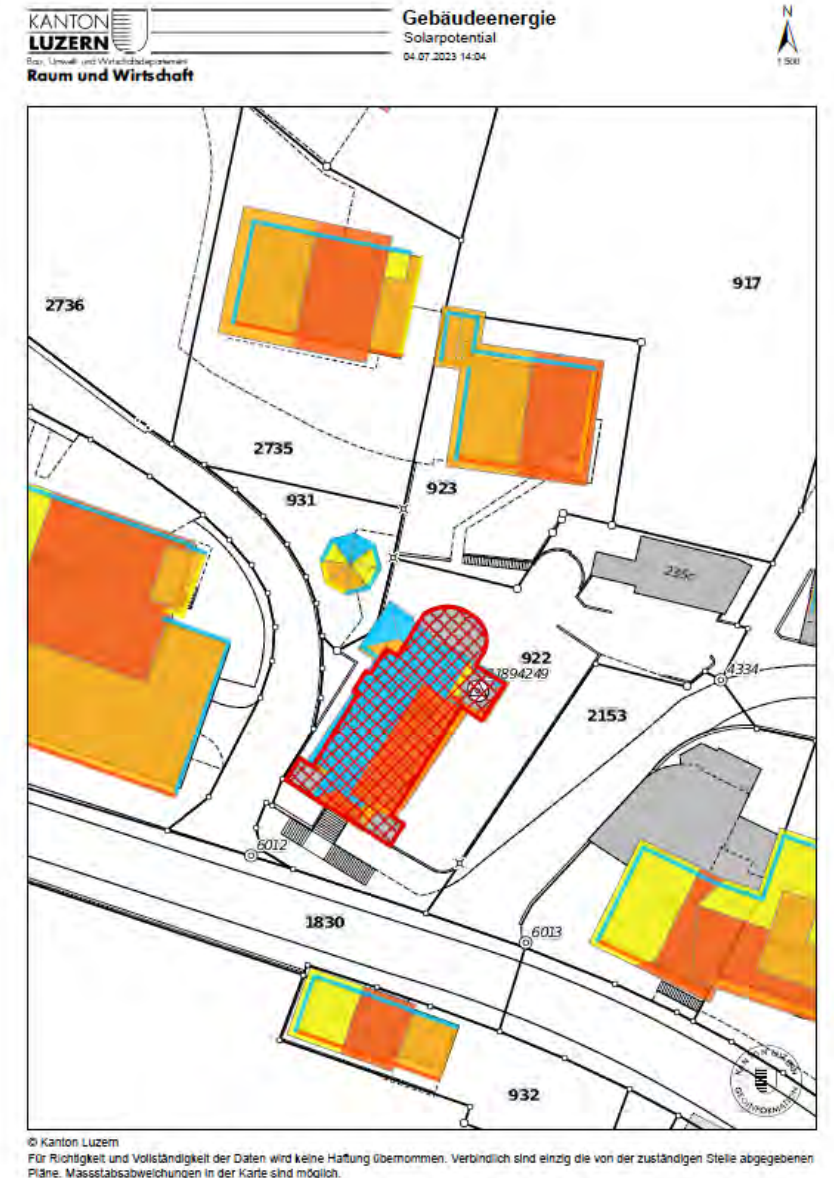 KANTON
LUZERN
Bau, Umwelt- und Wirtschaftsdepartement
Raum und Wirtschaft
Gebäudeenergie
Solarpotential
04.07.2023 14:04
N
1:500
917
2736
2735
923
931
235c
922
894249
4334
2153
6012
1830
6013
932
KANTON LUZERN
GEOINFORMATION
© Kanton Luzern
Für Richtigkeit und Vollständigkeit der Daten wird keine Haftung übernommen. Verbindlich sind einzig die von der zuständigen Stelle abgegebenen
Pläne. Massstabsabweichungen in der Karte sind möglich.